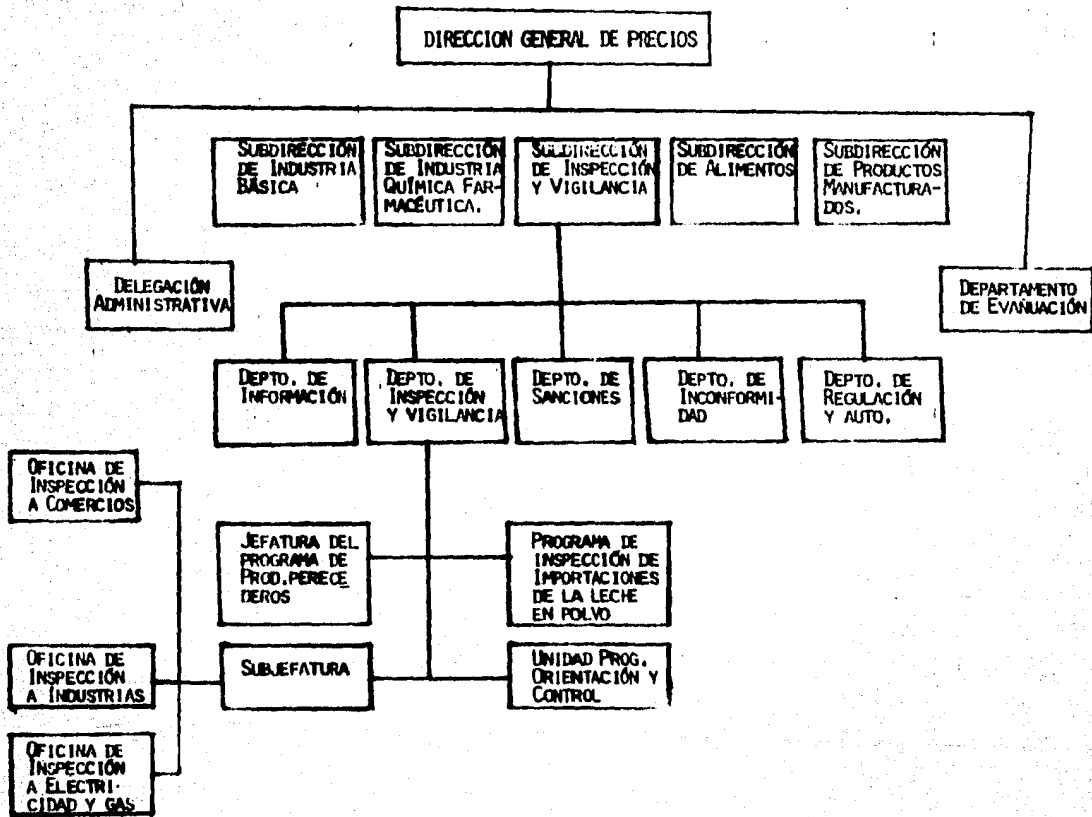 DIRECCION GENERAL DE PRECIOS
SUBDIRECCIÓN
DE INDUSTRIA
BÁSICA
SUBDIRECCIÓN
DE INDUSTRIA
QUÍMICA FAR-
MACÉUTICA.
SUBDIRECCIÓN
DE INSPECCIÓN
Y VIGILANCIA
SUBDIRECCIÓN
DE ALIMENTOS
SUBDIRECCIÓN
DE PRODUCTOS
MANUFACTURA-
DOS.
DELEGACIÓN
ADMINISTRATIVA
DEPARTAMENTO
DE EVAÑUACIÓN
DEPTO. DE
INFORMACIÓN
DEPTO. DE
INSPECCIÓN
Y VIGILANCIA
DEPTO. DE
SANCIONES
DEPTO. DE
INCONFORMI-
DAD
DEPTO. DE
REGULACIÓN
Y AUTO.
OFICINA DE
INSPECCIÓN
A COMERCIOS
JEFATURA DEL
PROGRAMA DE
PROD.PERECE
DEROS
PROGRAMA DE
INSPECCIÓN DE
IMPORTACIONES
DE LA LECHE
EN POLVO
OFICINA DE
INSPECCIÓN
A INDUSTRIAS
SUBJEFATURA
UNIDAD PROG.
ORIENTACIÓN Y
CONTROL
OFICINA DE
INSPECCIÓN
A ELECTRI-
CIDAD Y GAS